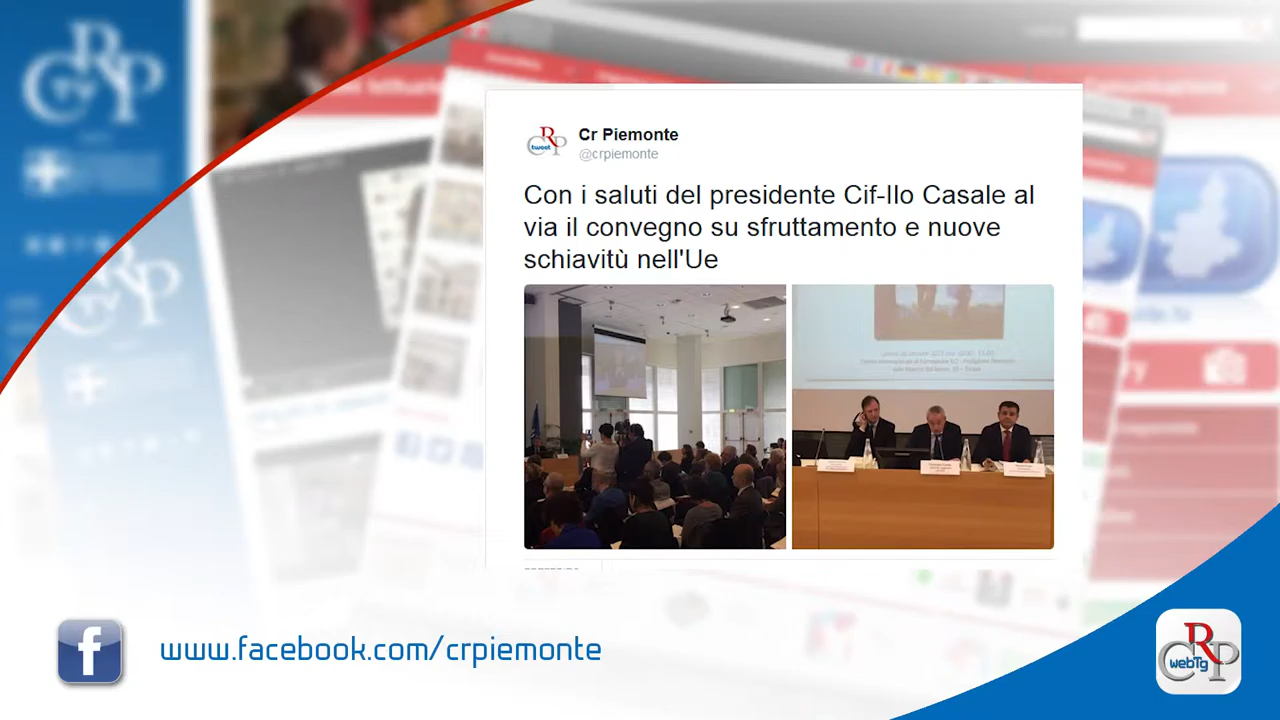 Cr Piemonte
@crpiemonte
Con i saluti del presidente Cif-Ilo Casale al
via il convegno su sfruttamento e nuove
schiavitù nell'Ue
www.facebook.com/crpiemonte
CRP
webTg